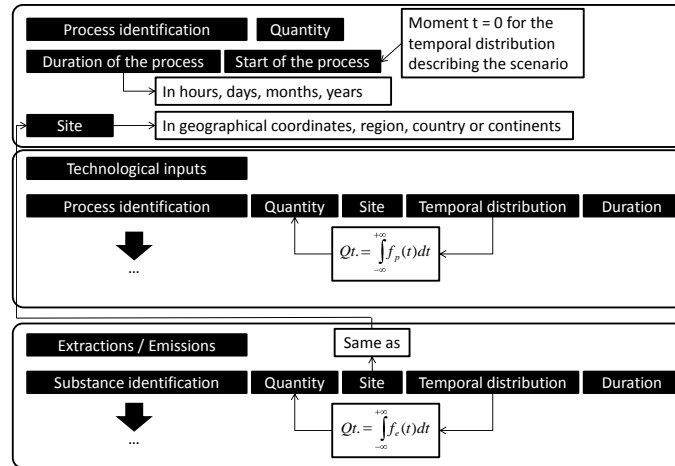 Process identification
Quantity
Moment t = 0 for the
temporal distribution
describing the scenario
Duration of the process
Start of the process
In hours, days, months, years
Site
In geographical coordinates, region, country or continents
Technological inputs
Process identification
Quantity
Site
Temporal distribution
Duration
Qt. = ∫_{-∞}^{+∞} f_p(t)dt
...
Extractions / Emissions
Same as
Substance identification
Quantity
Site
Temporal distribution
Duration
Qt. = ∫_{-∞}^{+∞} f_e(t)dt
...